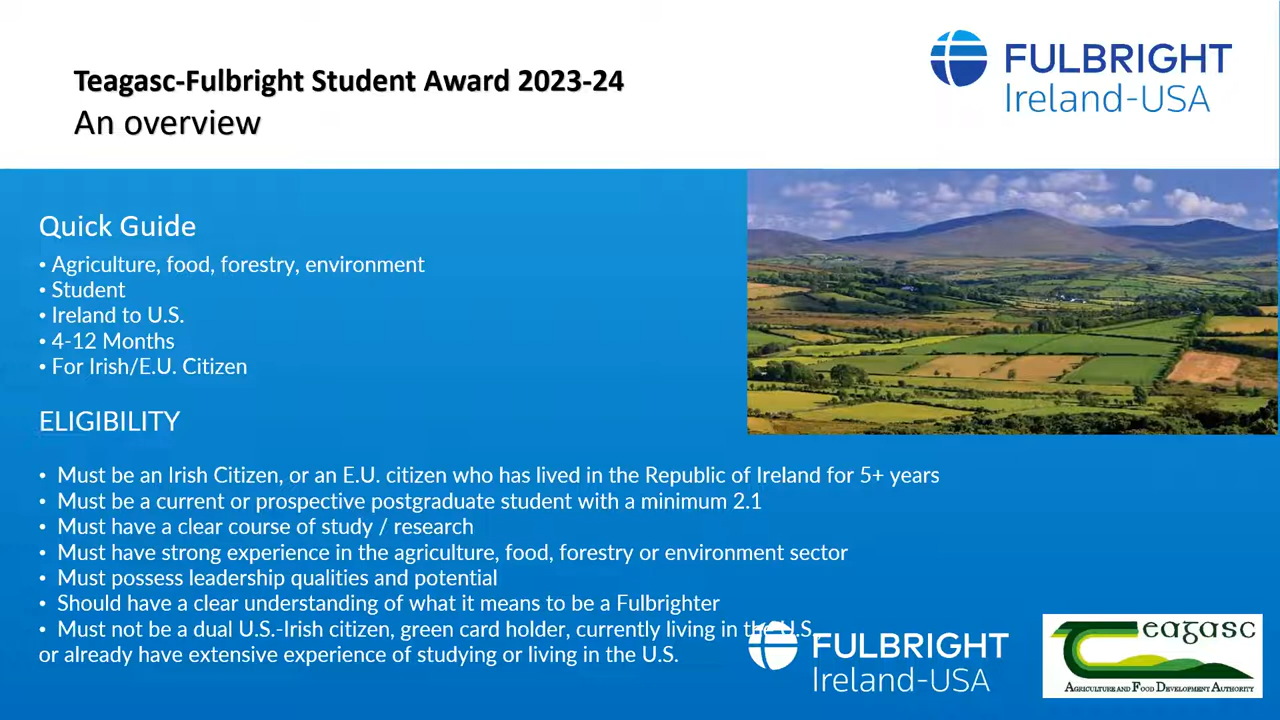 Teagasc-Fulbright Student Award 2023-24
An overview
FULBRIGHT
Ireland-USA
Quick Guide
• Agriculture, food, forestry, environment
• Student
• Ireland to U.S.
• 4-12 Months
• For Irish/E.U. Citizen
ELIGIBILITY
• Must be an Irish Citizen, or an E.U. citizen who has lived in the Republic of Ireland for 5+ years
• Must be a current or prospective postgraduate student with a minimum 2.1
• Must have a clear course of study / research
• Must have strong experience in the agriculture, food, forestry or environment sector
• Must possess leadership qualities and potential
• Should have a clear understanding of what it means to be a Fulbrighter
• Must not be a dual U.S.-Irish citizen, green card holder, currently living in the U.S.,
or already have extensive experience of studying or living in the U.S.
FULBRIGHT
Ireland-USA
Teagasc
AGRICULTURE AND FOOD DEVELOPMENT AUTHORITY